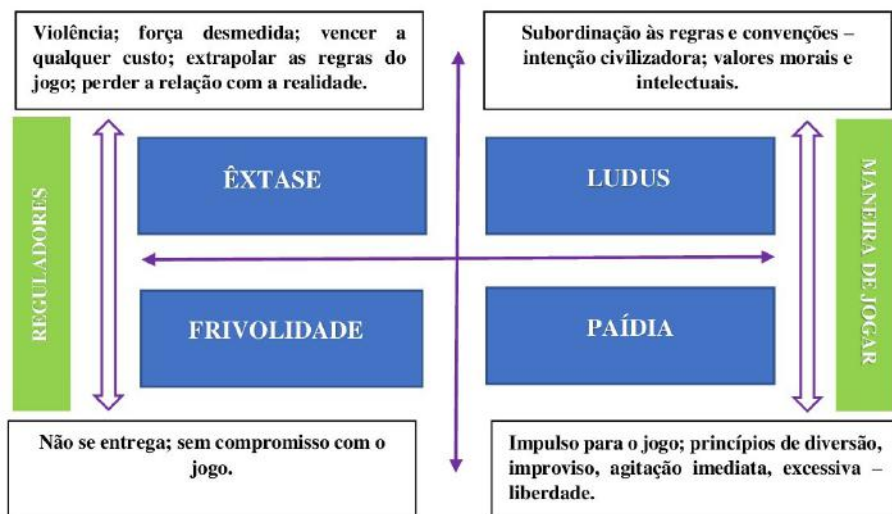 Violência; força desmedida; vencer a
qualquer custo; extrapolar as regras do
jogo; perder a relação com a realidade.
Subordinação às regras e convenções –
intenção civilizadora; valores morais e
intelectuais.
REGULADORES
ÊXTASE
LUDUS
MANEIRA DE JOGAR
FRIVOLIDADE
PAÍDIA
Não se entrega; sem compromisso com o
jogo.
Impulso para o jogo; princípios de diversão,
improviso, agitação imediata, excessiva –
liberdade.